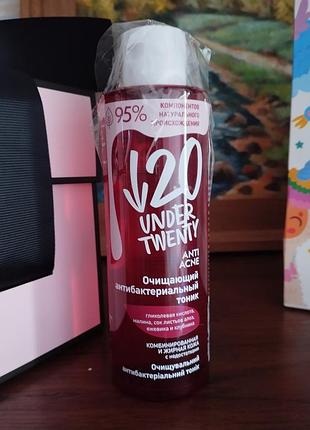 95%
КОМПОНЕНТОВ
НАТУРАЛЬНОГО
ПРОИСХОЖДЕНИЯ
20
UNDER
TWENTY
ANTI
ACNE
Очищающий
антибактериальный
тоник
гликолевая кислота,
малина, сок листьев алоэ,
ежевика и клубника
КОМБИНИРОВАННАЯ
И ЖИРНАЯ КОЖА
с недостатками
Очищувальний
антибактеріальний тонік